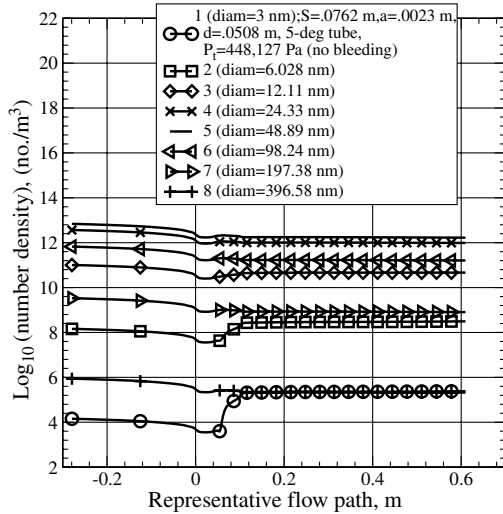 1 (diam=3 nm);S=.0762 m,a=.0023 m,
d=.0508 m, 5-deg tube,
P_t=448,127 Pa (no bleeding)
2 (diam=6.028 nm)
3 (diam=12.11 nm)
4 (diam=24.33 nm)
5 (diam=48.89 nm)
6 (diam=98.24 nm)
7 (diam=197.38 nm)
8 (diam=396.58 nm)
Log₁₀ (number density), (no./m³)
22
20
18
16
14
12
10
8
6
4
2
-0.2 0 0.2 0.4 0.6
Representative flow path, m